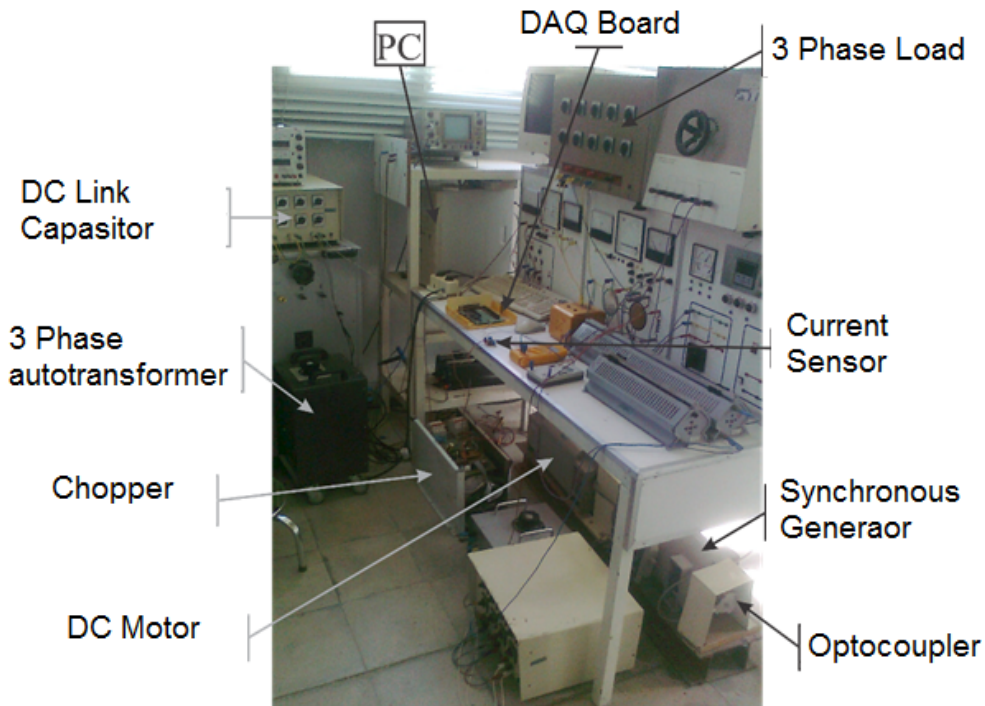 PC
DAQ Board
3 Phase Load
DC Link
Capasitor
3 Phase
autotransformer
Current
Sensor
Chopper
Synchronous
Generaor
DC Motor
Optocoupler